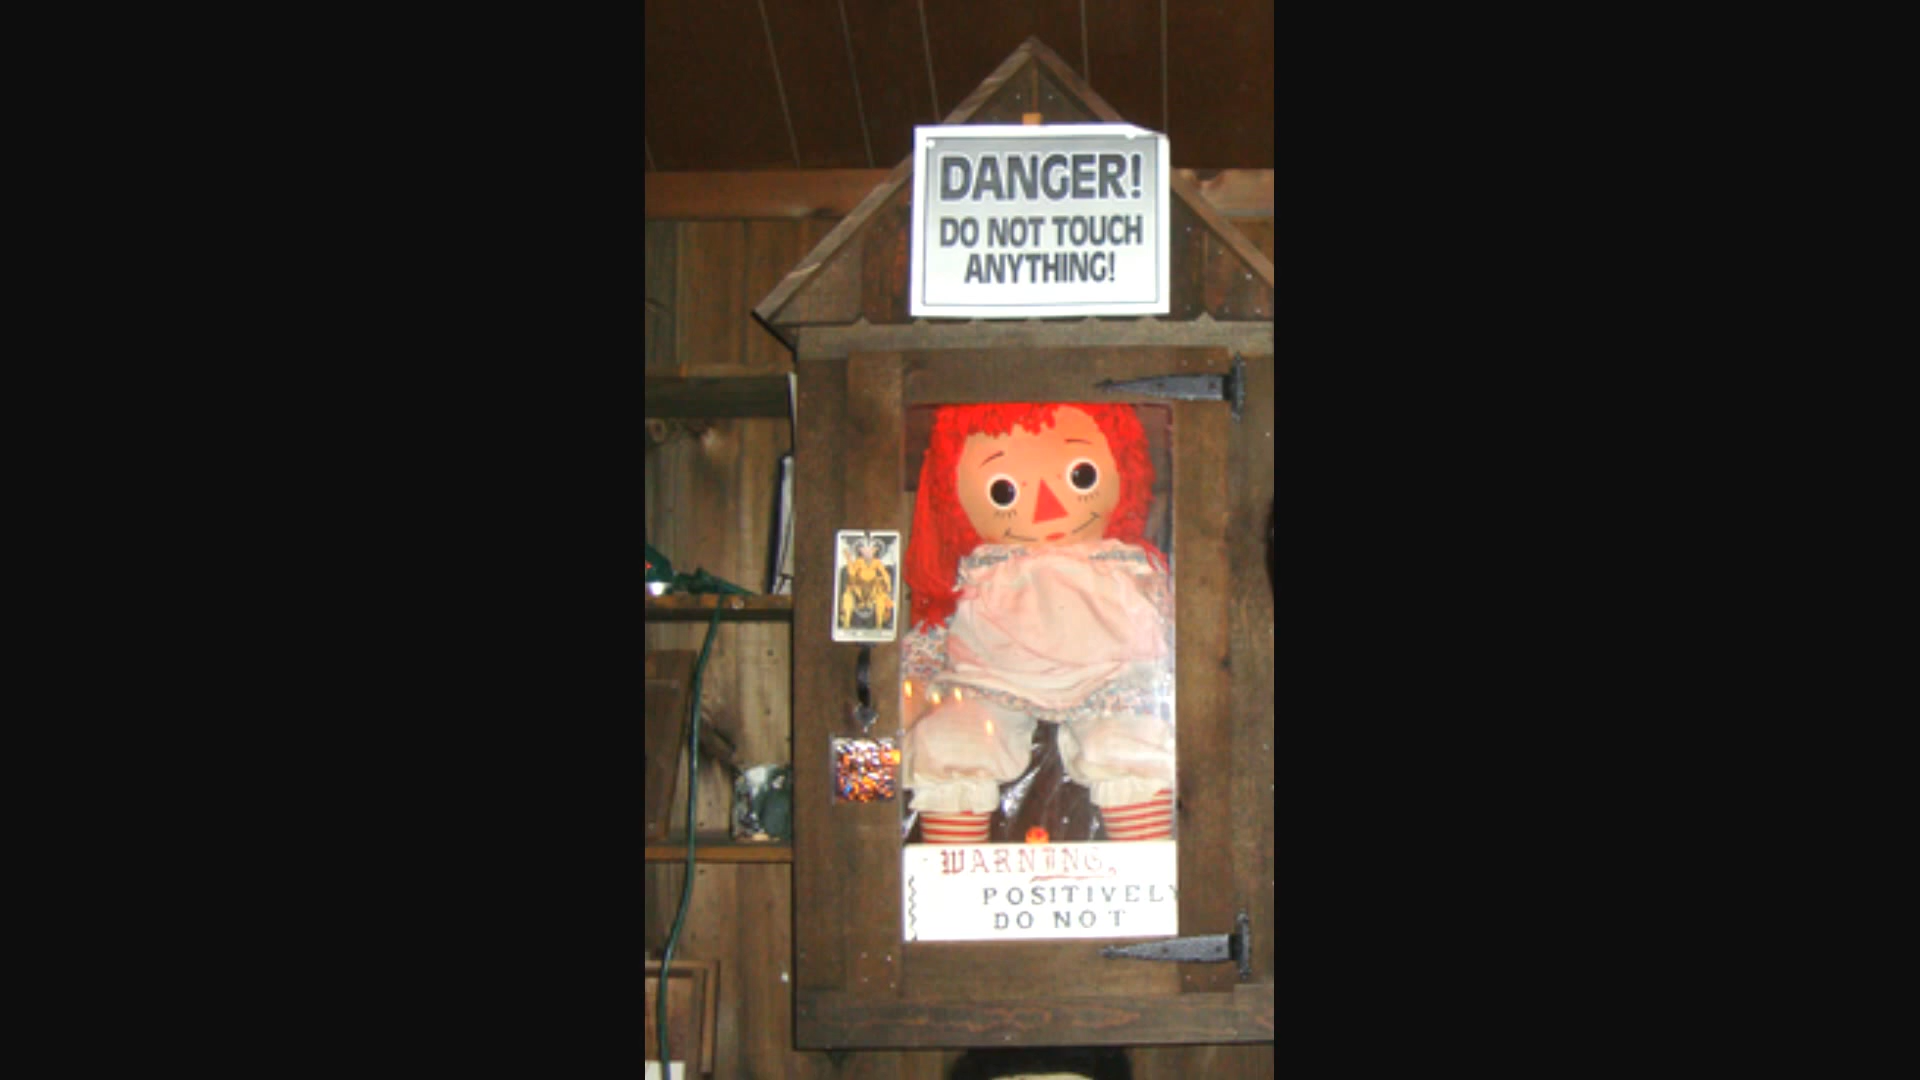 DANGER!
DO NOT TOUCH
ANYTHING!
WARNING,
POSITIVELY
DO NOT